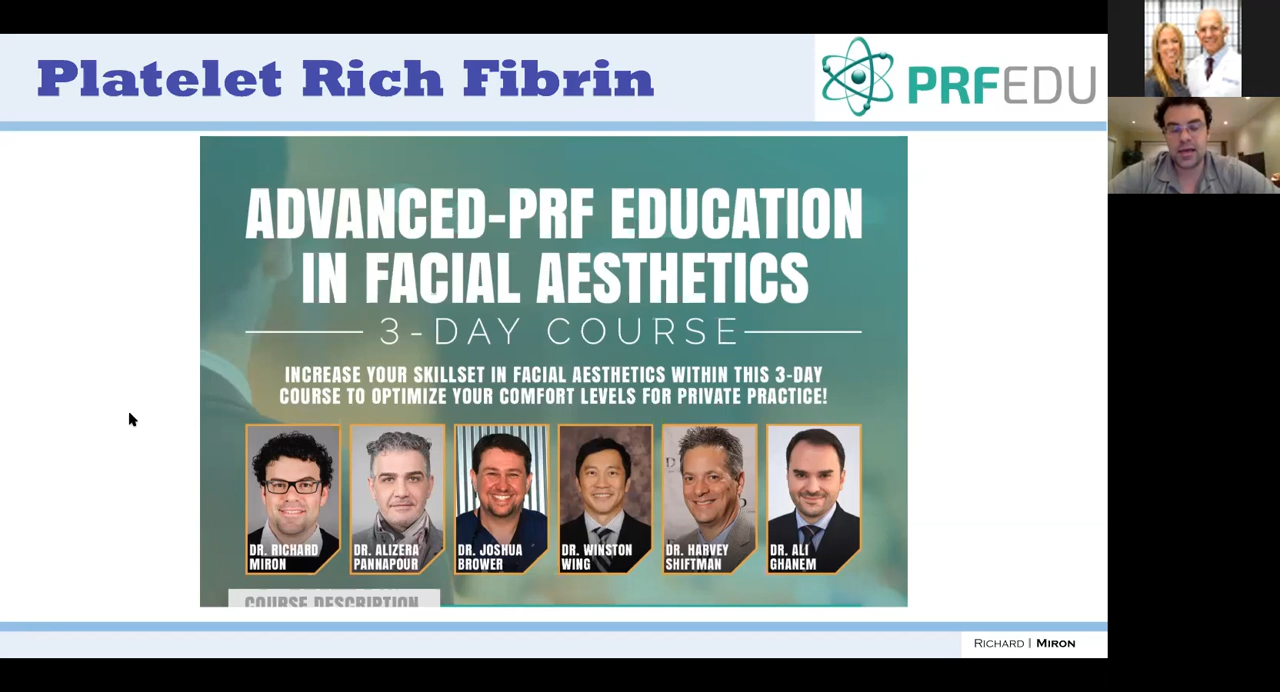 Platelet Rich Fibrin
PRFEDU
ADVANCED-PRF EDUCATION
IN FACIAL AESTHETICS
3-DAY COURSE
INCREASE YOUR SKILLSET IN FACIAL AESTHETICS WITHIN THIS 3-DAY
COURSE TO OPTIMIZE YOUR COMFORT LEVELS FOR PRIVATE PRACTICE!
DR. RICHARD
MIRON
DR. ALIZERA
PANNAPOUR
DR. JOSHUA
BROWER
DR. WINSTON
WING
DR. HARVEY
SHIFTMAN
DR. ALI
GHANEM
COURSE DESCRIPTION
RICHARD | MIRON